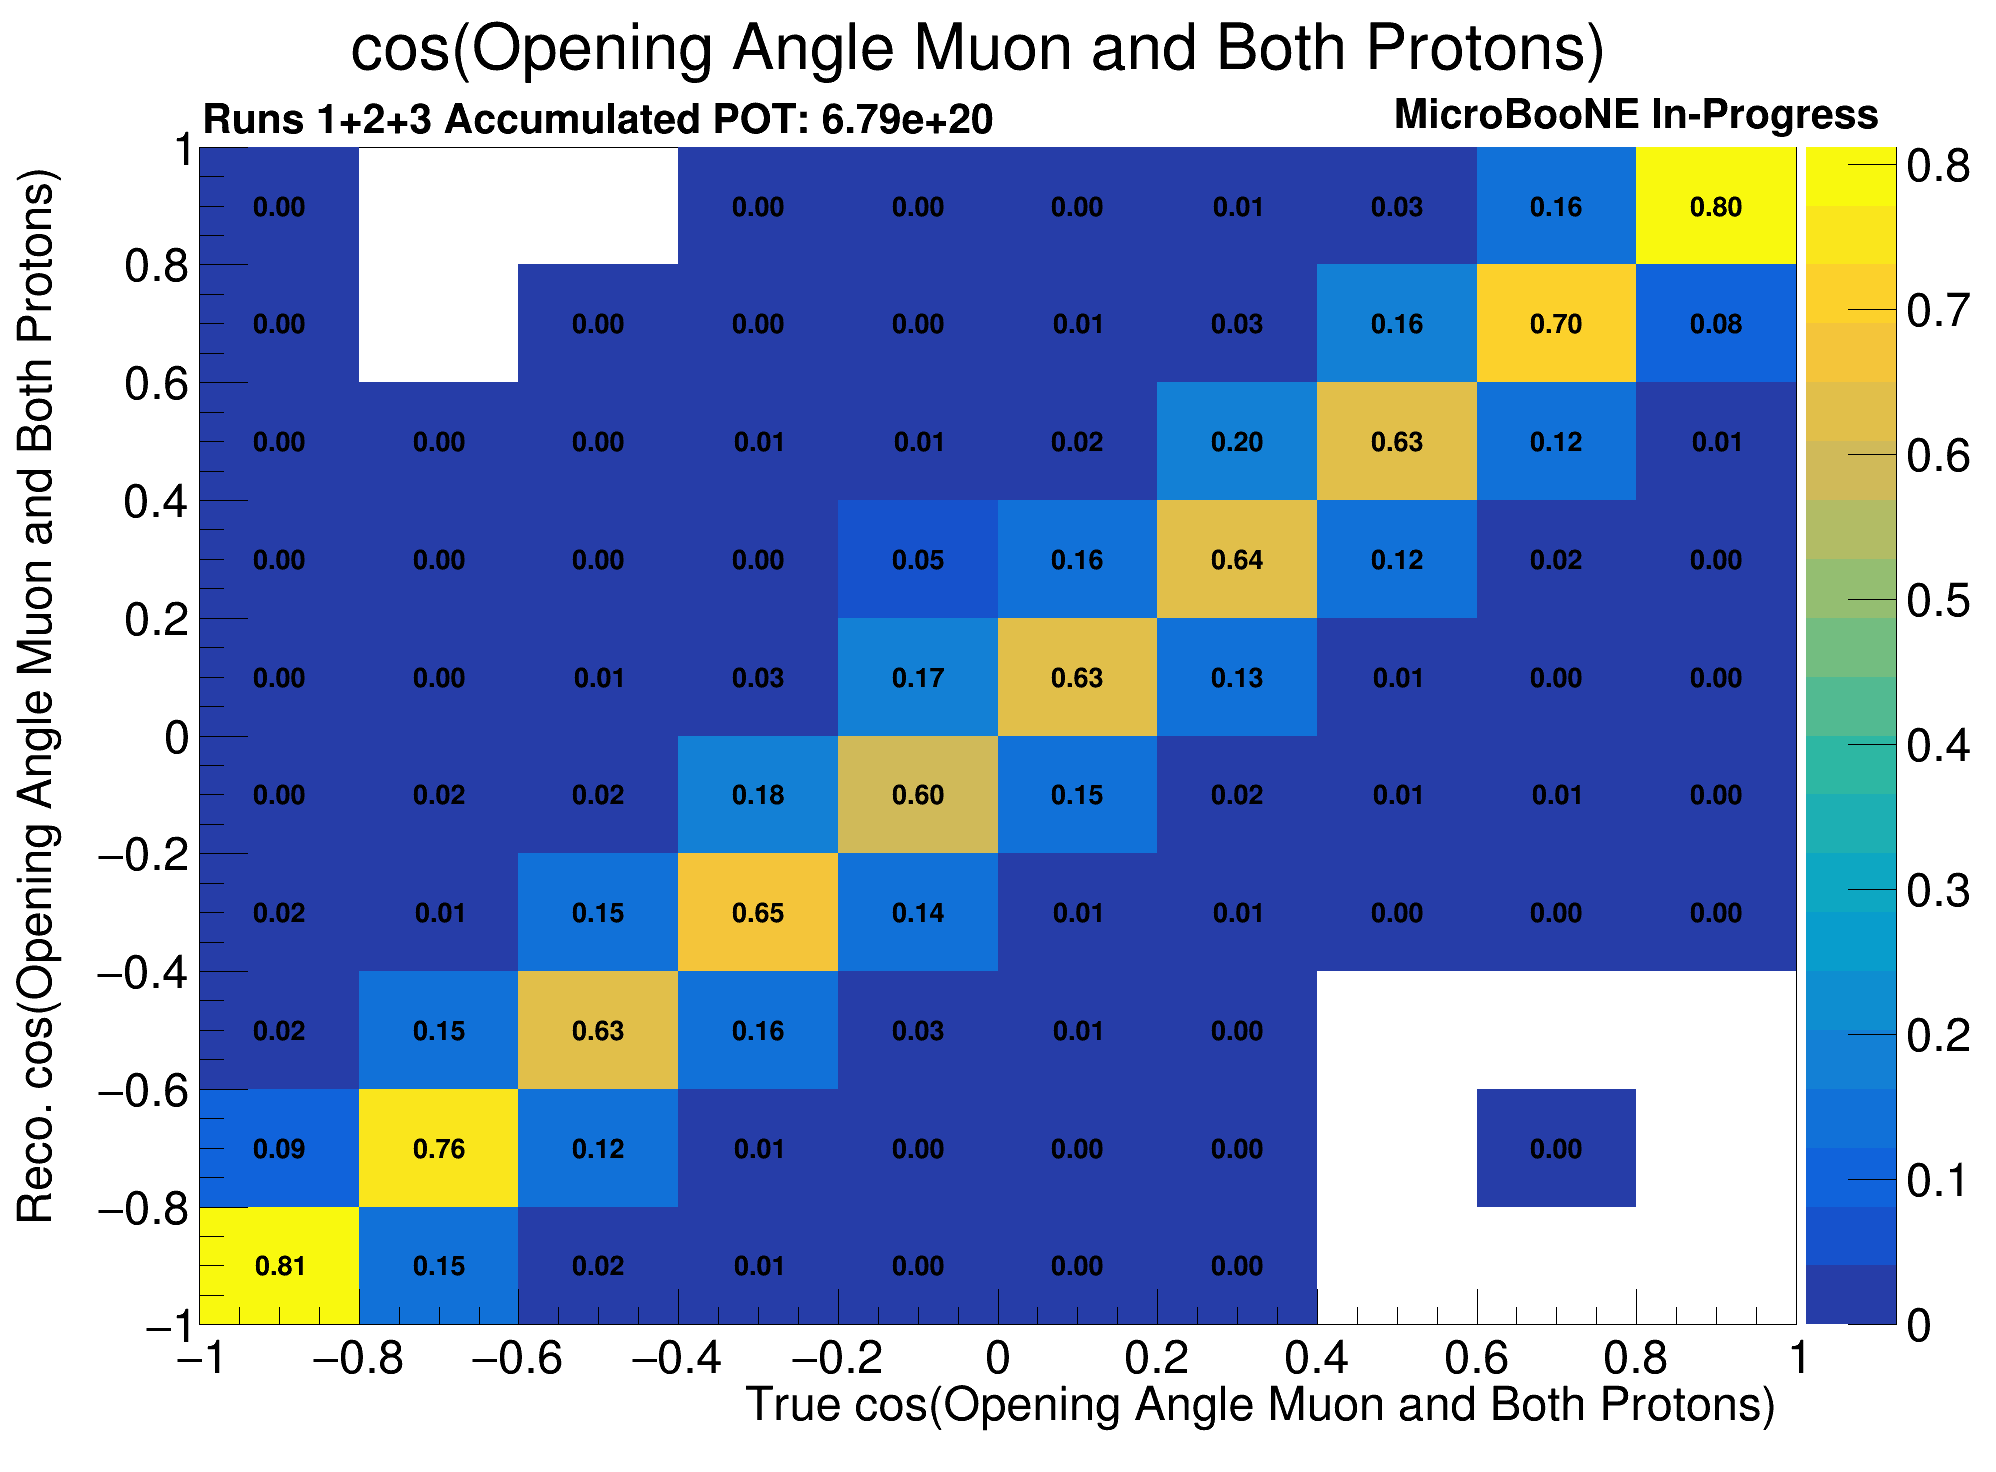 cos(Opening Angle Muon and Both Protons)
Runs 1+2+3 Accumulated POT: 6.79e+20
MicroBooNE In-Progress
Reco. cos(Opening Angle Muon and Both Protons)
1
0.8
0.6
0.4
0.2
0
−0.2
−0.4
−0.6
−0.8
−1
0.00 0.00 0.00 0.00 0.01 0.03 0.16 0.80
0.00 0.00 0.00 0.00 0.01 0.03 0.16 0.70 0.08
0.00 0.00 0.00 0.01 0.01 0.02 0.20 0.63 0.12 0.01
0.00 0.00 0.00 0.00 0.05 0.16 0.64 0.12 0.02 0.00
0.00 0.00 0.01 0.03 0.17 0.63 0.13 0.01 0.00 0.00
0.00 0.02 0.02 0.18 0.60 0.15 0.02 0.01 0.01 0.00
0.02 0.01 0.15 0.65 0.14 0.01 0.01 0.00 0.00 0.00
0.02 0.15 0.63 0.16 0.03 0.01 0.00
0.09 0.76 0.12 0.01 0.00 0.00 0.00 0.00
0.81 0.15 0.02 0.01 0.00 0.00 0.00
−1 −0.8 −0.6 −0.4 −0.2 0 0.2 0.4 0.6 0.8 1
True cos(Opening Angle Muon and Both Protons)
0.8
0.7
0.6
0.5
0.4
0.3
0.2
0.1
0